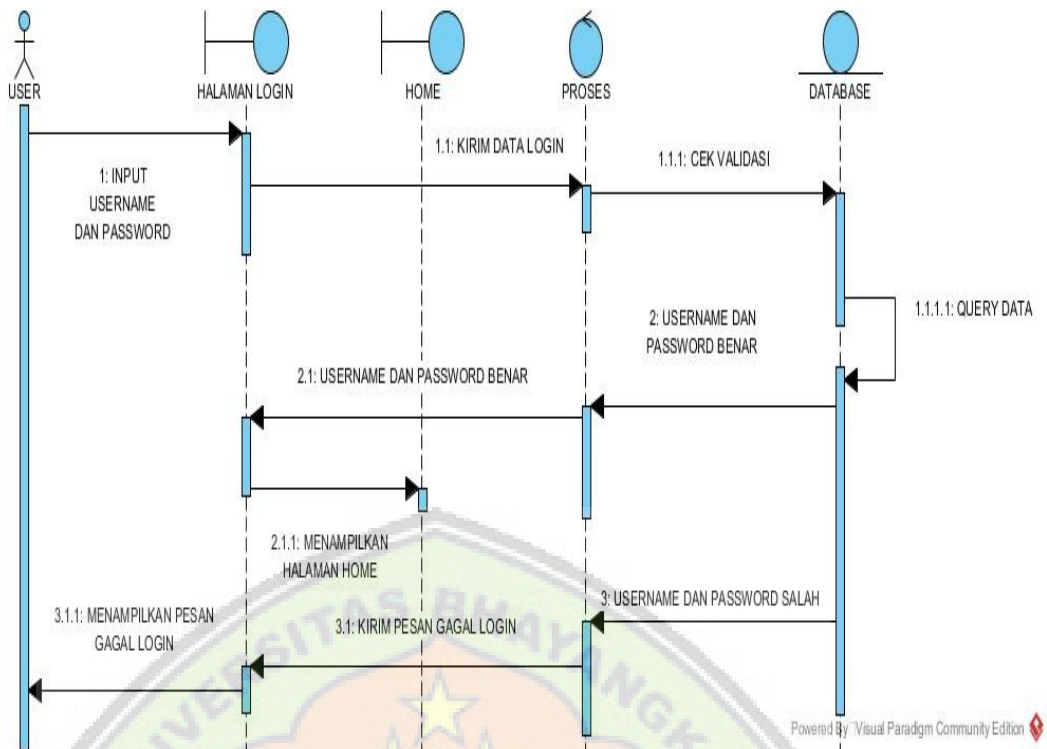 USER
HALAMAN LOGIN
HOME
PROSES
DATABASE
1: INPUT
USERNAME
DAN PASSWORD
1.1: KIRIM DATA LOGIN
1.1.1: CEK VALIDASI
1.1.1.1: QUERY DATA
2: USERNAME DAN
PASSWORD BENAR
2.1: USERNAME DAN PASSWORD BENAR
2.1.1: MENAMPILKAN
HALAMAN HOME
3: USERNAME DAN PASSWORD SALAH
3.1: KIRIM PESAN GAGAL LOGIN
3.1.1: MENAMPILKAN PESAN
GAGAL LOGIN
UNIVERSITAS BHAYANGK
Powered By Visual Paradigm Community Edition